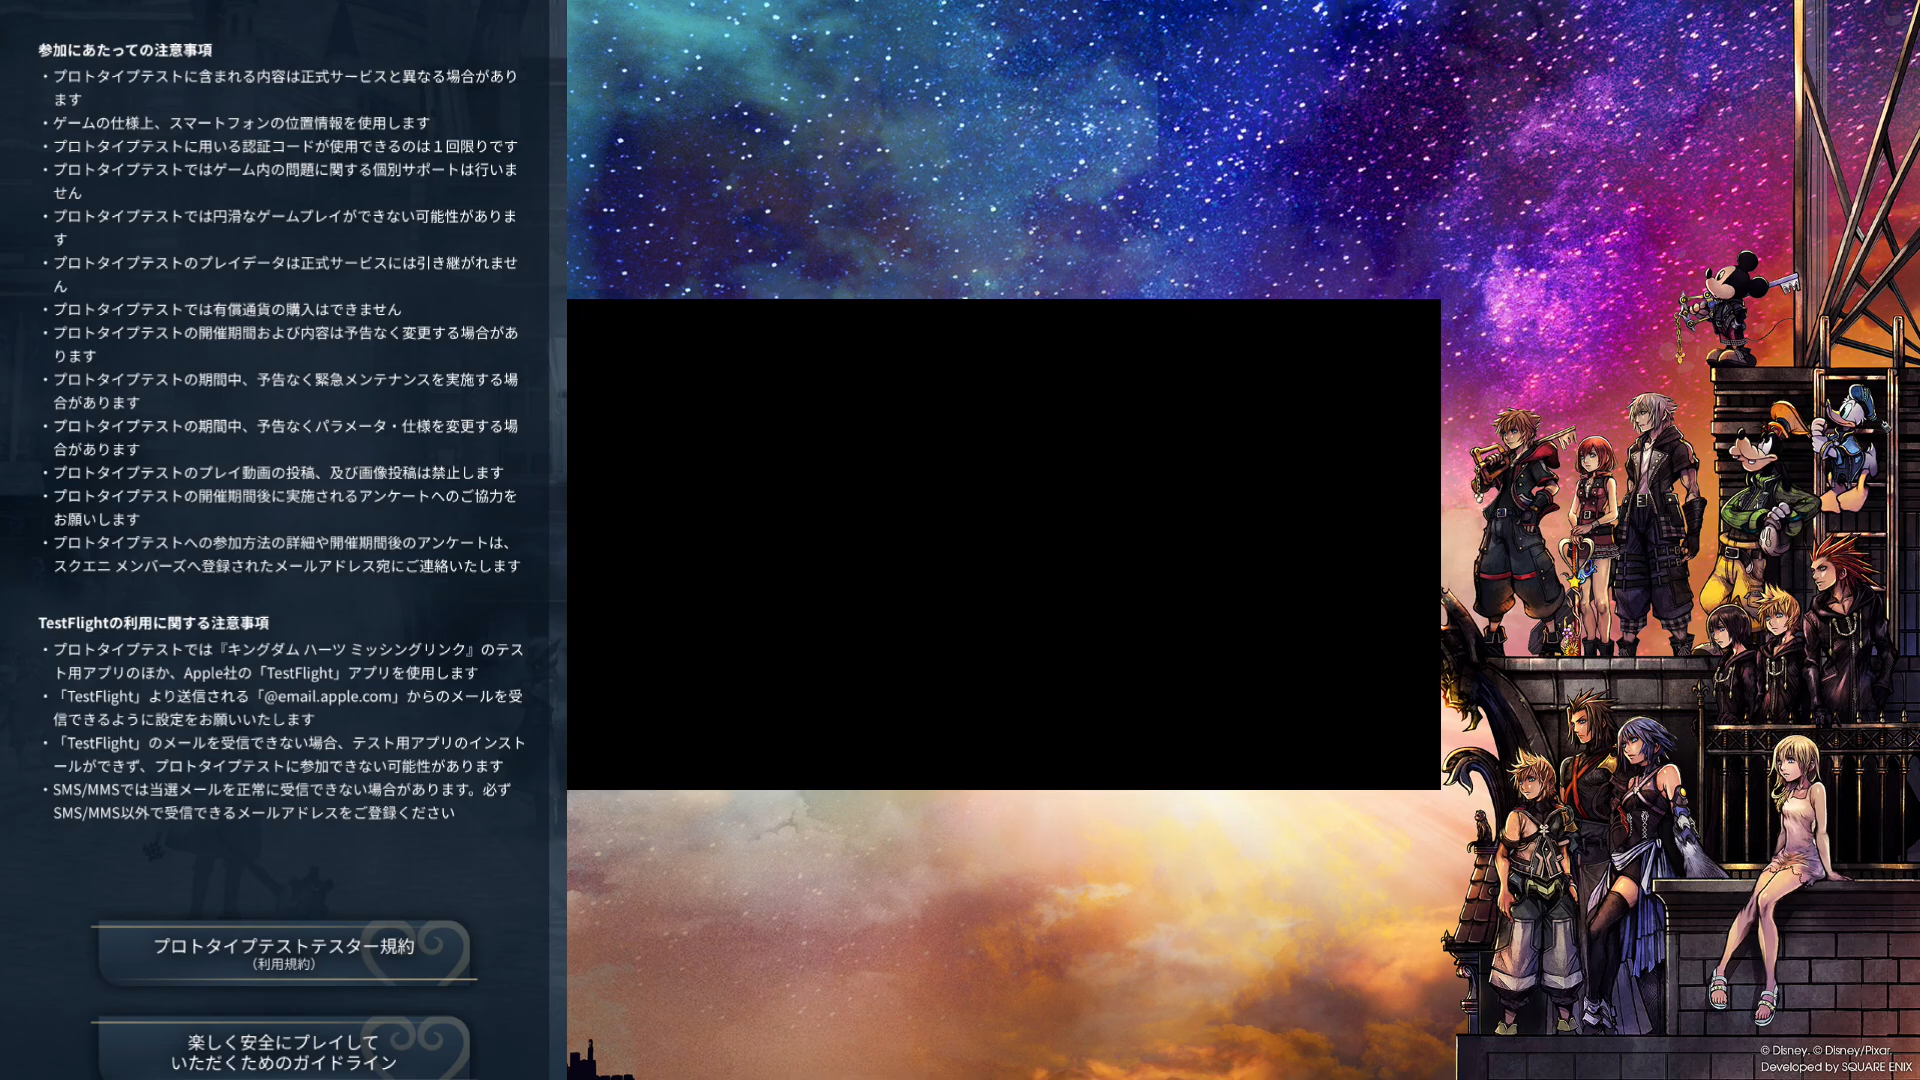 参加にあたっての注意事項
・プロトタイプテストに含まれる内容は正式サービスと異なる場合があり
ます
・ゲームの仕様上、スマートフォンの位置情報を使用します
・プロトタイプテストに用いる認証コードが使用できるのは１回限りです
・プロトタイプテストではゲーム内の問題に関する個別サポートは行いま
せん
・プロトタイプテストでは円滑なゲームプレイができない可能性がありま
す
・プロトタイプテストのプレイデータは正式サービスには引き継がれませ
ん
・プロトタイプテストでは有償通貨の購入はできません
・プロトタイプテストの開催期間および内容は予告なく変更する場合があ
ります
・プロトタイプテストの期間中、予告なく緊急メンテナンスを実施する場
合があります
・プロトタイプテストの期間中、予告なくパラメータ・仕様を変更する場
合があります
・プロトタイプテストのプレイ動画の投稿、及び画像投稿は禁止します
・プロトタイプテストの開催期間後に実施されるアンケートへのご協力を
お願いします
・プロトタイプテストへの参加方法の詳細や開催期間後のアンケートは、
スクエニ メンバーズへ登録されたメールアドレス宛にご連絡いたします
TestFlightの利用に関する注意事項
・プロトタイプテストでは『キングダム ハーツ ミッシングリンク』のテス
ト用アプリのほか、Apple社の「TestFlight」アプリを使用します
・「TestFlight」より送信される「@email.apple.com」からのメールを受
信できるように設定をお願いいたします
・「TestFlight」のメールを受信できない場合、テスト用アプリのインスト
ールができず、プロトタイプテストに参加できない可能性があります
・SMS/MMSでは当選メールを正常に受信できない場合があります。必ず
SMS/MMS以外で受信できるメールアドレスをご登録ください
プロトタイプテストテスター規約
（利用規約）
楽しく安全にプレイして
いただくためのガイドライン
© Disney. © Disney/Pixar.
Developed by SQUARE ENIX